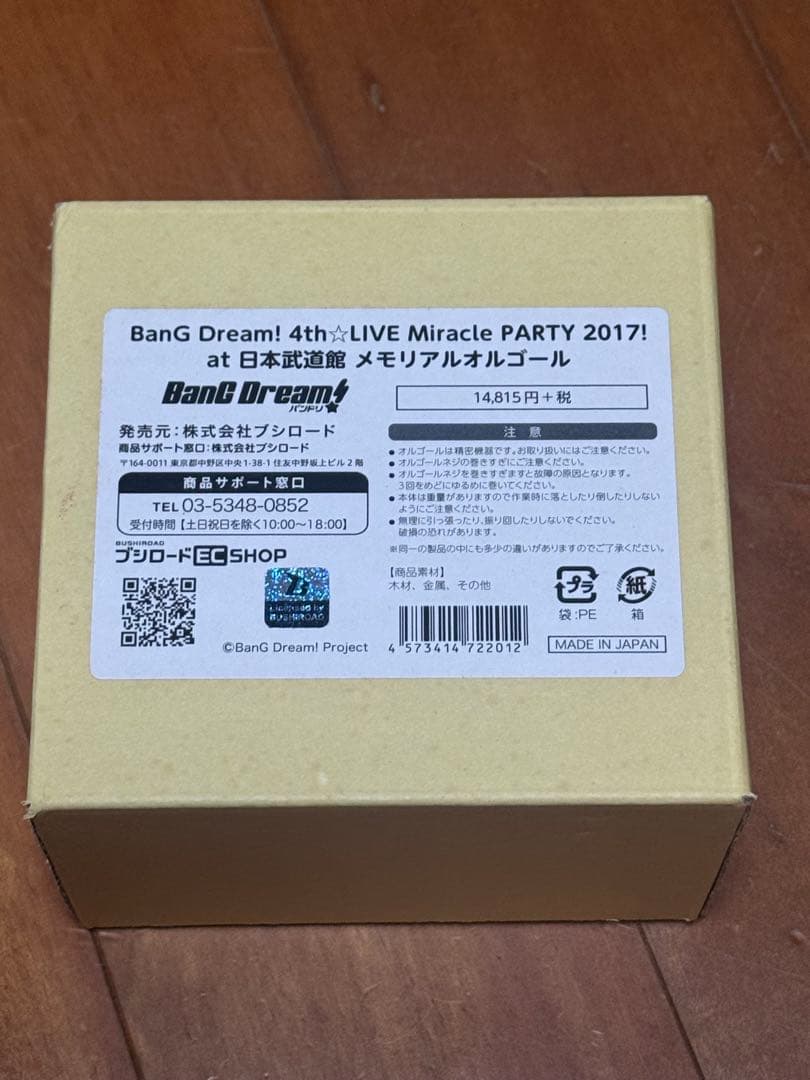 BanG Dream! 4th☆LIVE Miracle PARTY 2017!
at 日本武道館 メモリアルオルゴール
BanG Dream!
バンドリ
14,815円+税
発売元:株式会社ブシロード
商品サポート窓口:株式会社ブシロード
〒164-0011 東京都中野区中央1-38-1 住友中野坂上ビル2階
商品サポート窓口
TEL 03-5348-0852
受付時間【土日祝日を除く10:00〜18:00】
BUSHIROAD
ブシロードEC SHOP
Licensed by
BUSHIROAD
©BanG Dream! Project
注 意
●オルゴールは精密機器です。お取り扱いにはご注意ください。
●オルゴールネジの巻きすぎにご注意ください。
●オルゴールネジを巻きすぎますと故障の原因となります。
3回をめどにゆるめに巻いてください。
●本体は重量がありますので作業時に落としたり倒したりしない
ようにご注意ください。
●無理に引っ張ったり、振り回したりしないでください。
破損の恐れがあります。
※同一の製品の中にも多少の違いがありますのでご了承ください。
【商品素材】
木材、金属、その他
プラ
袋:PE
紙
箱
4 573414 722012
MADE IN JAPAN